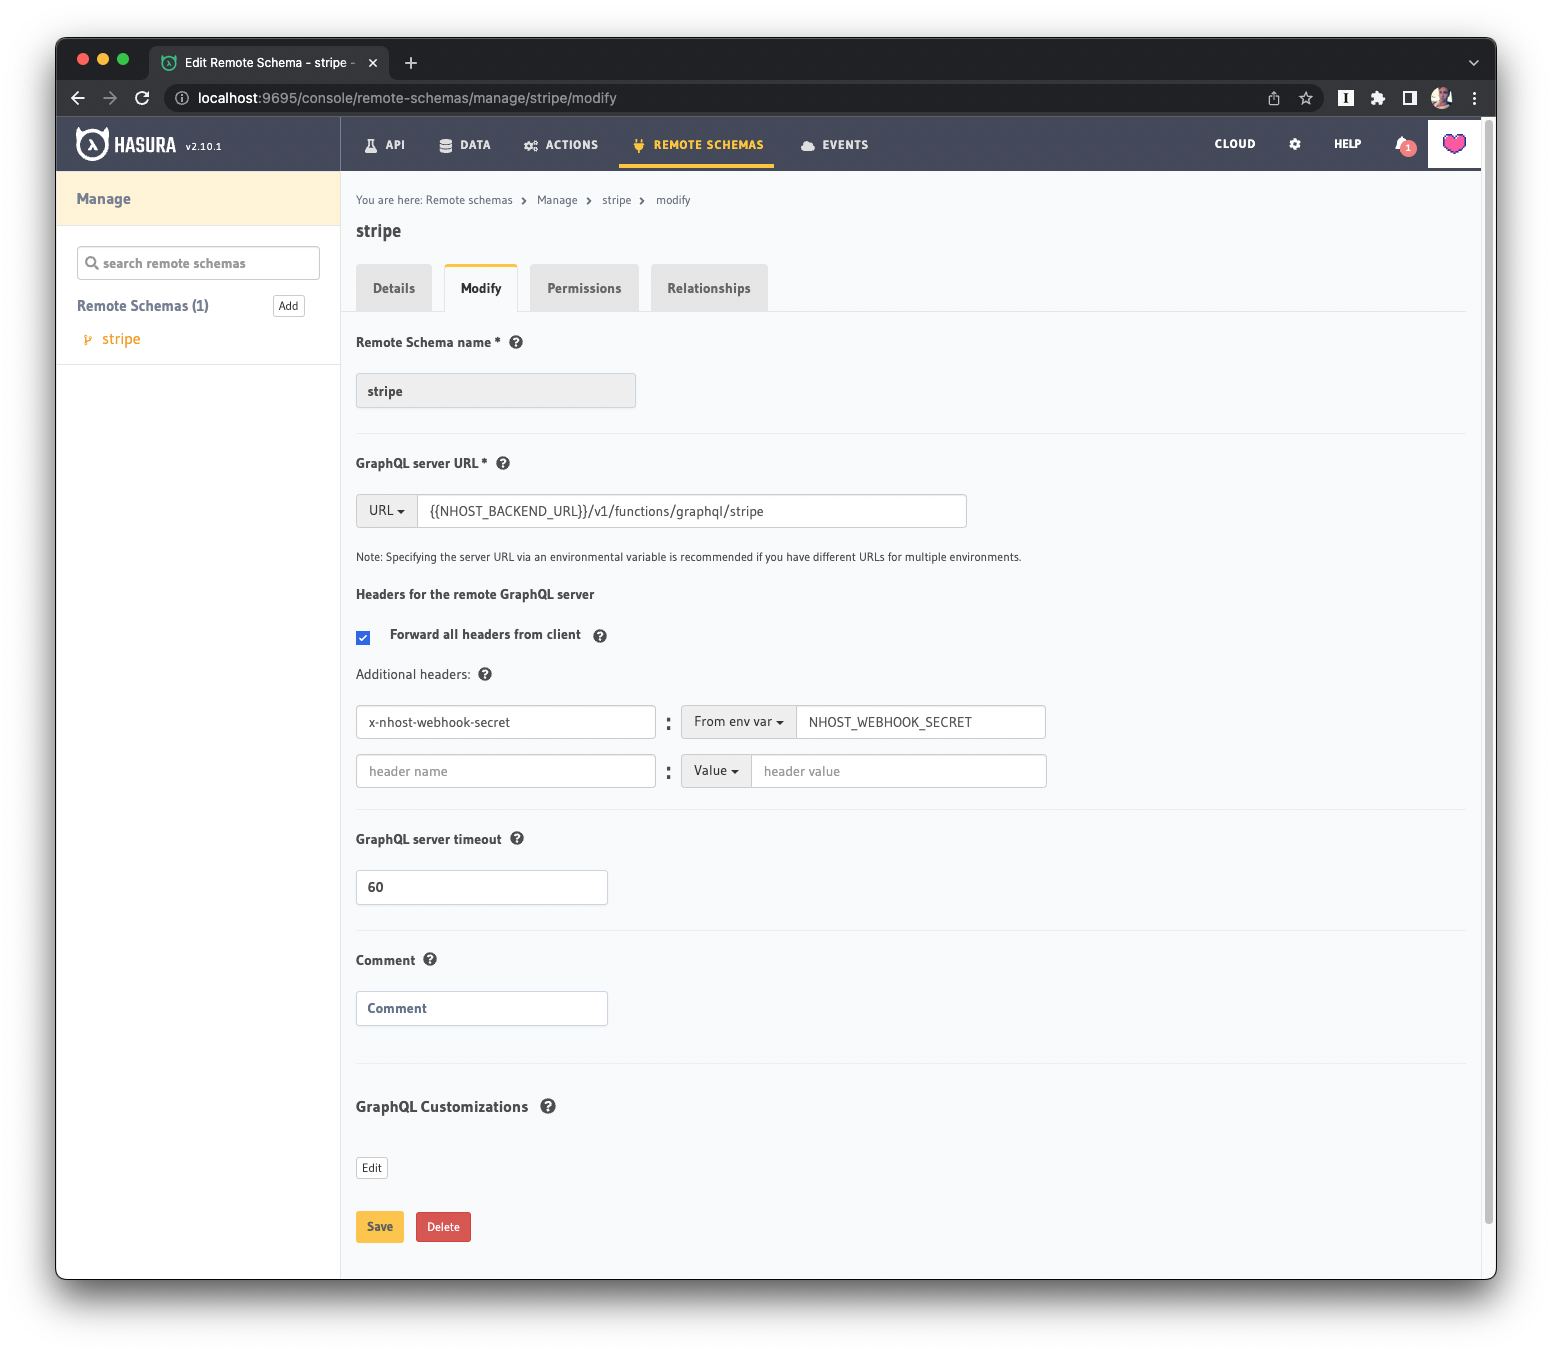 Edit Remote Schema - stripe -
localhost:9695/console/remote-schemas/manage/stripe/modify
HASURA v2.10.1
API
DATA
ACTIONS
REMOTE SCHEMAS
EVENTS
CLOUD
HELP
1
Manage
search remote schemas
Remote Schemas (1)
Add
stripe
You are here: Remote schemas > Manage > stripe > modify
stripe
Details
Modify
Permissions
Relationships
Remote Schema name *
stripe
GraphQL server URL *
URL {{NHOST_BACKEND_URL}}/v1/functions/graphql/stripe
Note: Specifying the server URL via an environmental variable is recommended if you have different URLs for multiple environments.
Headers for the remote GraphQL server
Forward all headers from client
Additional headers:
x-nhost-webhook-secret : From env var NHOST_WEBHOOK_SECRET
header name : Value header value
GraphQL server timeout
60
Comment
Comment
GraphQL Customizations
Edit
Save
Delete